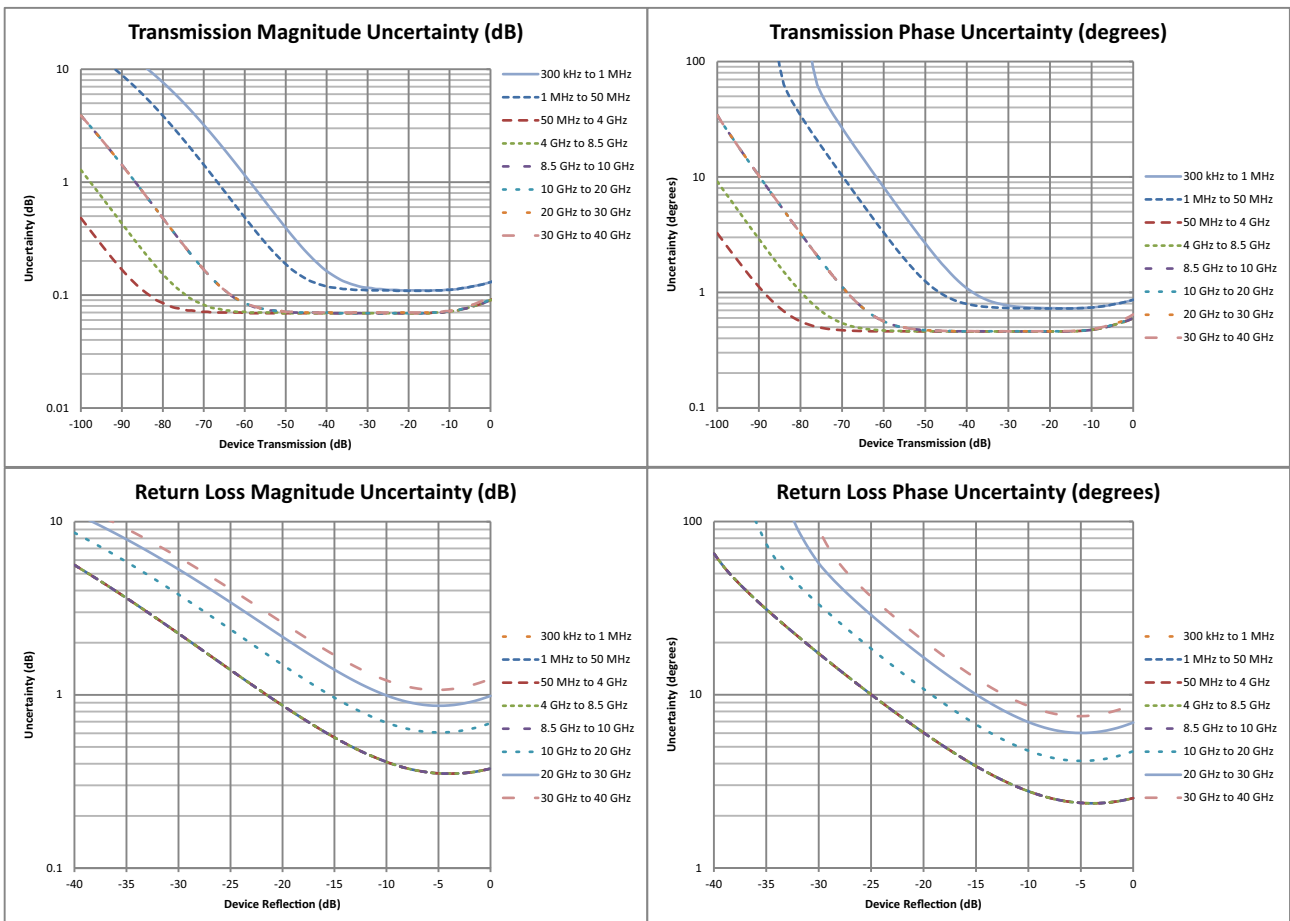 Transmission Magnitude Uncertainty (dB)
10
1
0.1
0.01
Uncertainty (dB)
-100 -90 -80 -70 -60 -50 -40 -30 -20 -10 0
Device Transmission (dB)
300 kHz to 1 MHz
1 MHz to 50 MHz
50 MHz to 4 GHz
4 GHz to 8.5 GHz
8.5 GHz to 10 GHz
10 GHz to 20 GHz
20 GHz to 30 GHz
30 GHz to 40 GHz
Transmission Phase Uncertainty (degrees)
100
10
1
0.1
Uncertainty (degrees)
-100 -90 -80 -70 -60 -50 -40 -30 -20 -10 0
Device Transmission (dB)
300 kHz to 1 MHz
1 MHz to 50 MHz
50 MHz to 4 GHz
4 GHz to 8.5 GHz
8.5 GHz to 10 GHz
10 GHz to 20 GHz
20 GHz to 30 GHz
30 GHz to 40 GHz
Return Loss Magnitude Uncertainty (dB)
10
1
0.1
Uncertainty (dB)
-40 -35 -30 -25 -20 -15 -10 -5 0
Device Reflection (dB)
300 kHz to 1 MHz
1 MHz to 50 MHz
50 MHz to 4 GHz
4 GHz to 8.5 GHz
8.5 GHz to 10 GHz
10 GHz to 20 GHz
20 GHz to 30 GHz
30 GHz to 40 GHz
Return Loss Phase Uncertainty (degrees)
100
10
1
Uncertainty (degrees)
-40 -35 -30 -25 -20 -15 -10 -5 0
Device Reflection (dB)
300 kHz to 1 MHz
1 MHz to 50 MHz
50 MHz to 4 GHz
4 GHz to 8.5 GHz
8.5 GHz to 10 GHz
10 GHz to 20 GHz
20 GHz to 30 GHz
30 GHz to 40 GHz